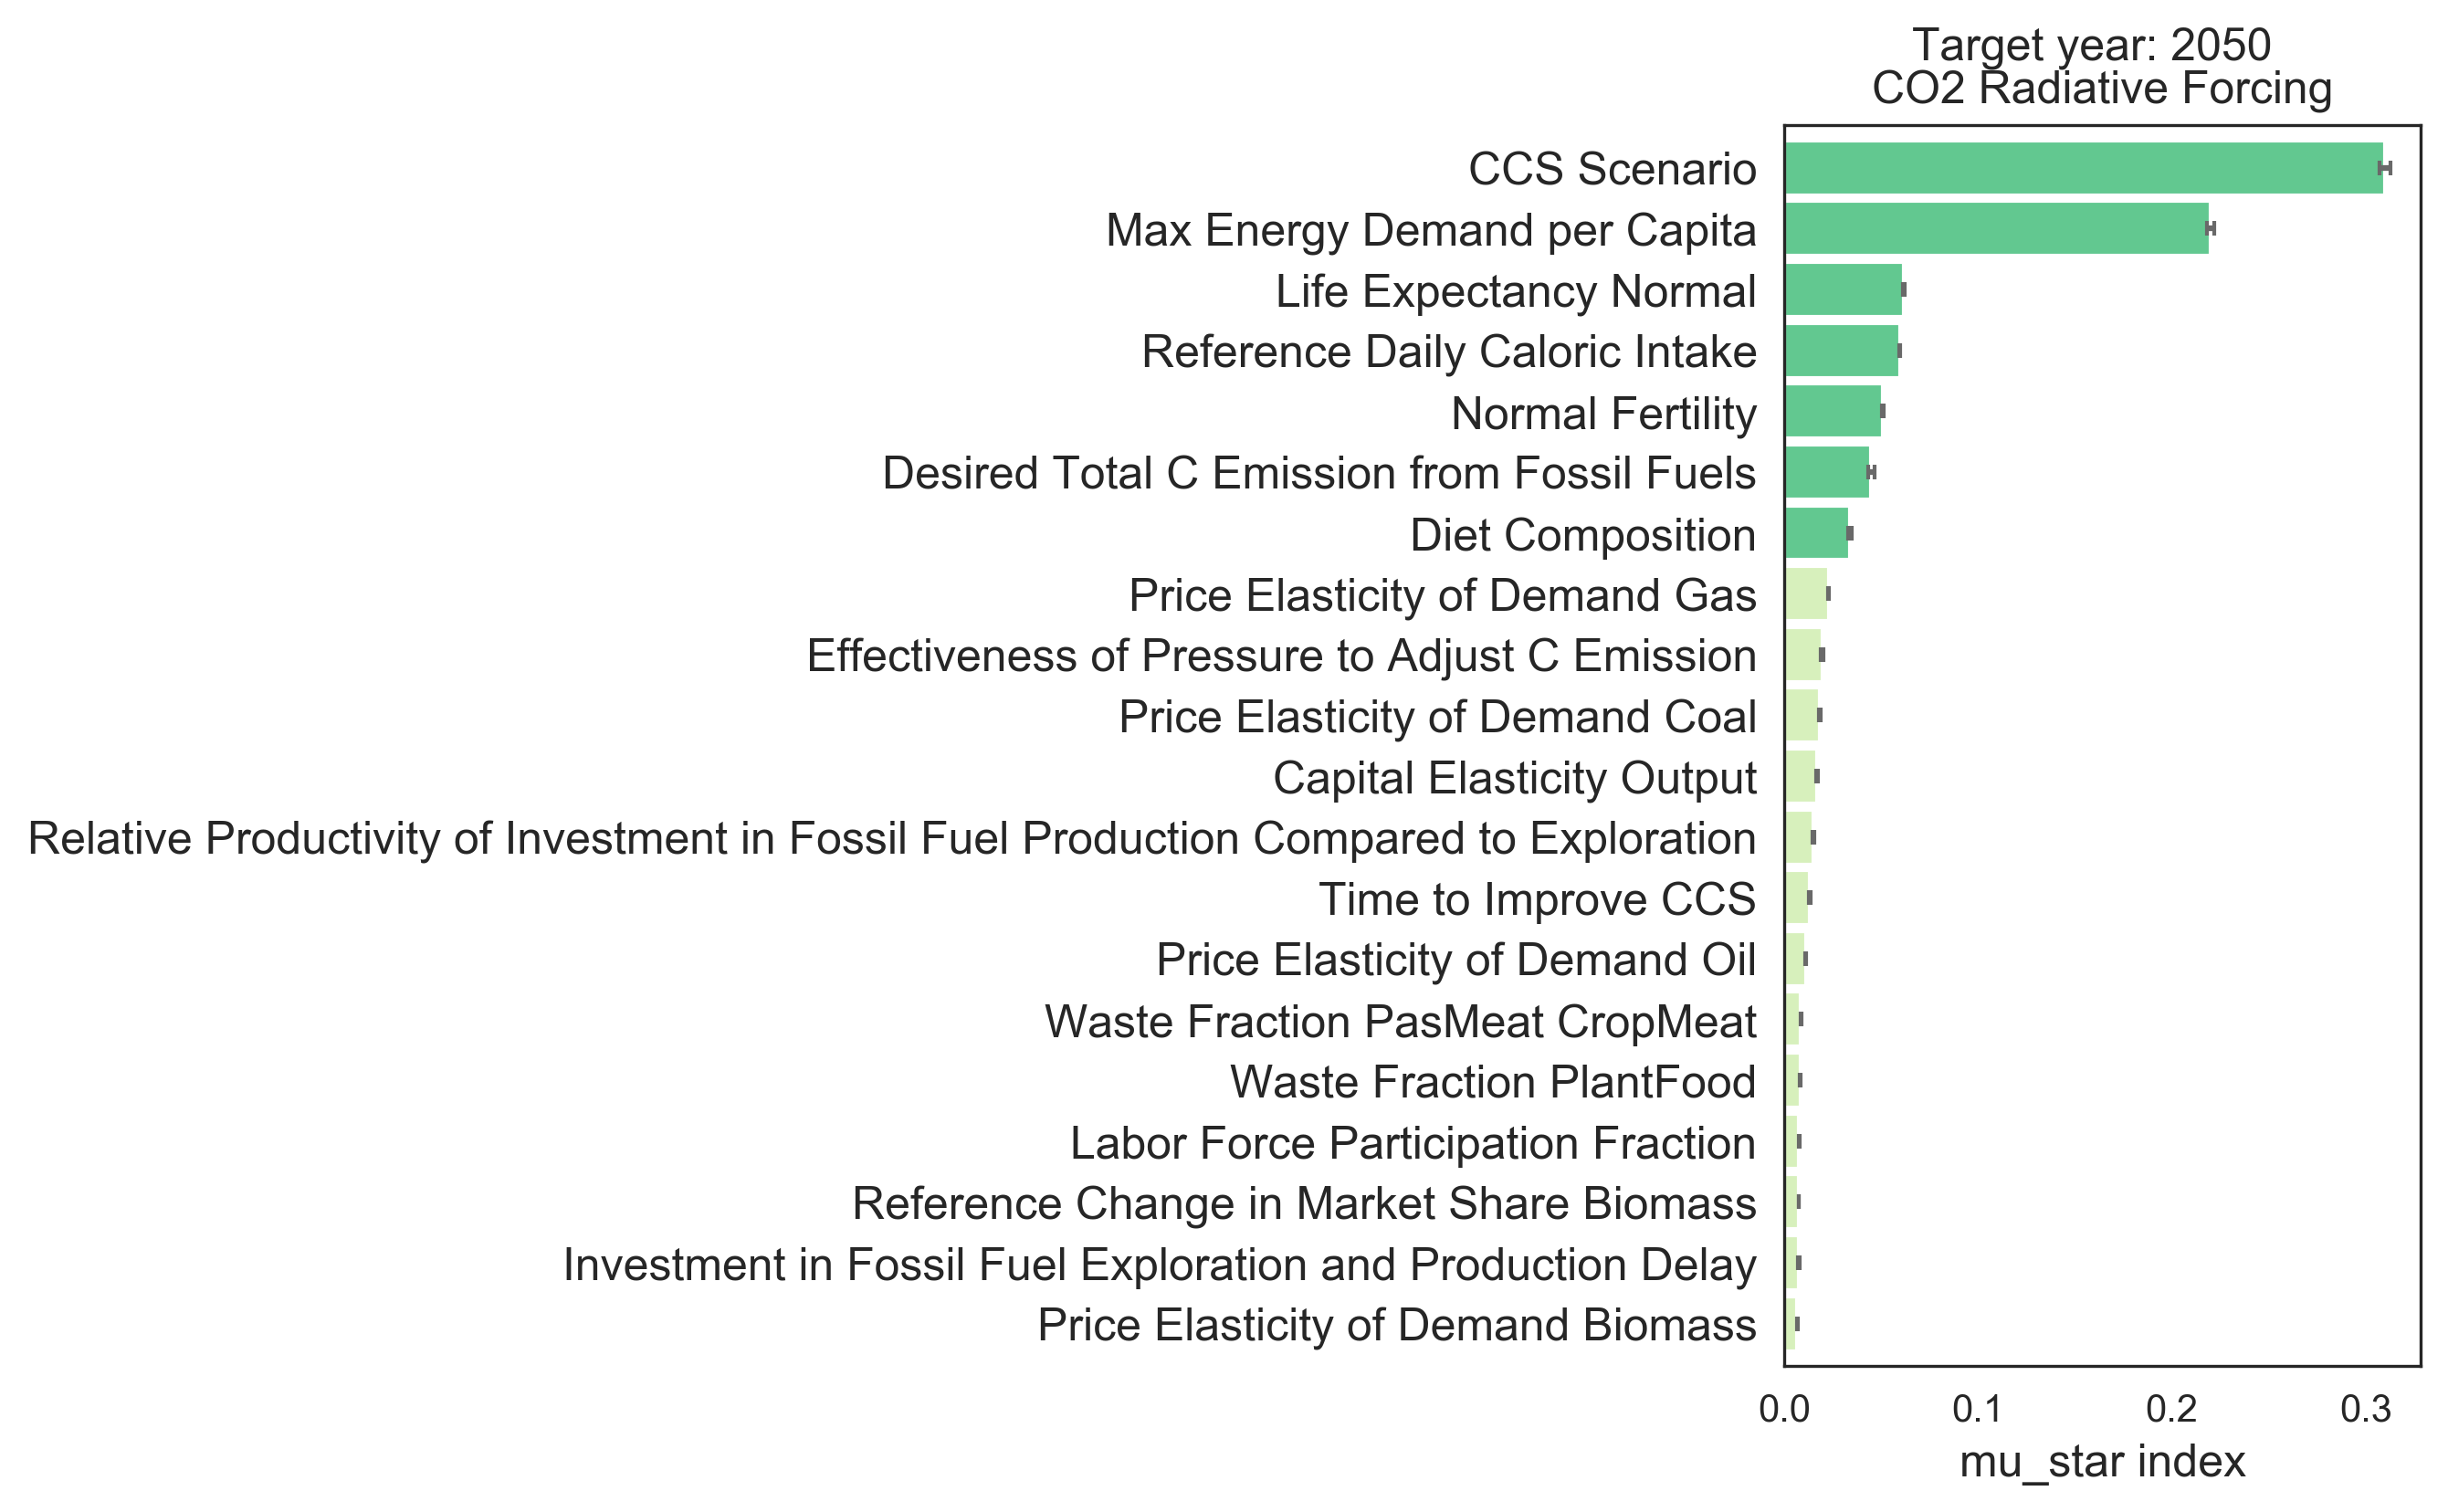 Target year: 2050
CO2 Radiative Forcing
CCS Scenario
Max Energy Demand per Capita
Life Expectancy Normal
Reference Daily Caloric Intake
Normal Fertility
Desired Total C Emission from Fossil Fuels
Diet Composition
Price Elasticity of Demand Gas
Effectiveness of Pressure to Adjust C Emission
Price Elasticity of Demand Coal
Capital Elasticity Output
Relative Productivity of Investment in Fossil Fuel Production Compared to Exploration
Time to Improve CCS
Price Elasticity of Demand Oil
Waste Fraction PasMeat CropMeat
Waste Fraction PlantFood
Labor Force Participation Fraction
Reference Change in Market Share Biomass
Investment in Fossil Fuel Exploration and Production Delay
Price Elasticity of Demand Biomass
0.0 0.1 0.2 0.3
mu_star index